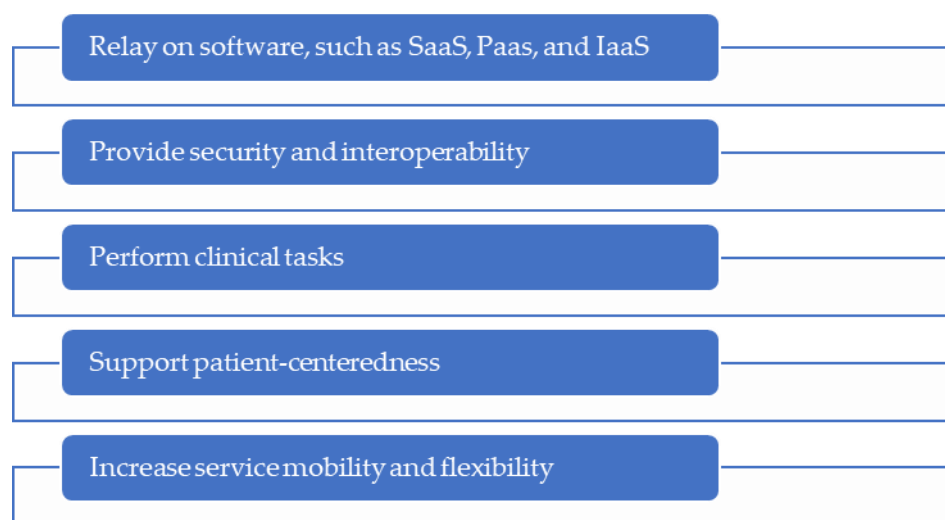 Relay on software, such as SaaS, Paas, and IaaS
Provide security and interoperability
Perform clinical tasks
Support patient-centeredness
Increase service mobility and flexibility